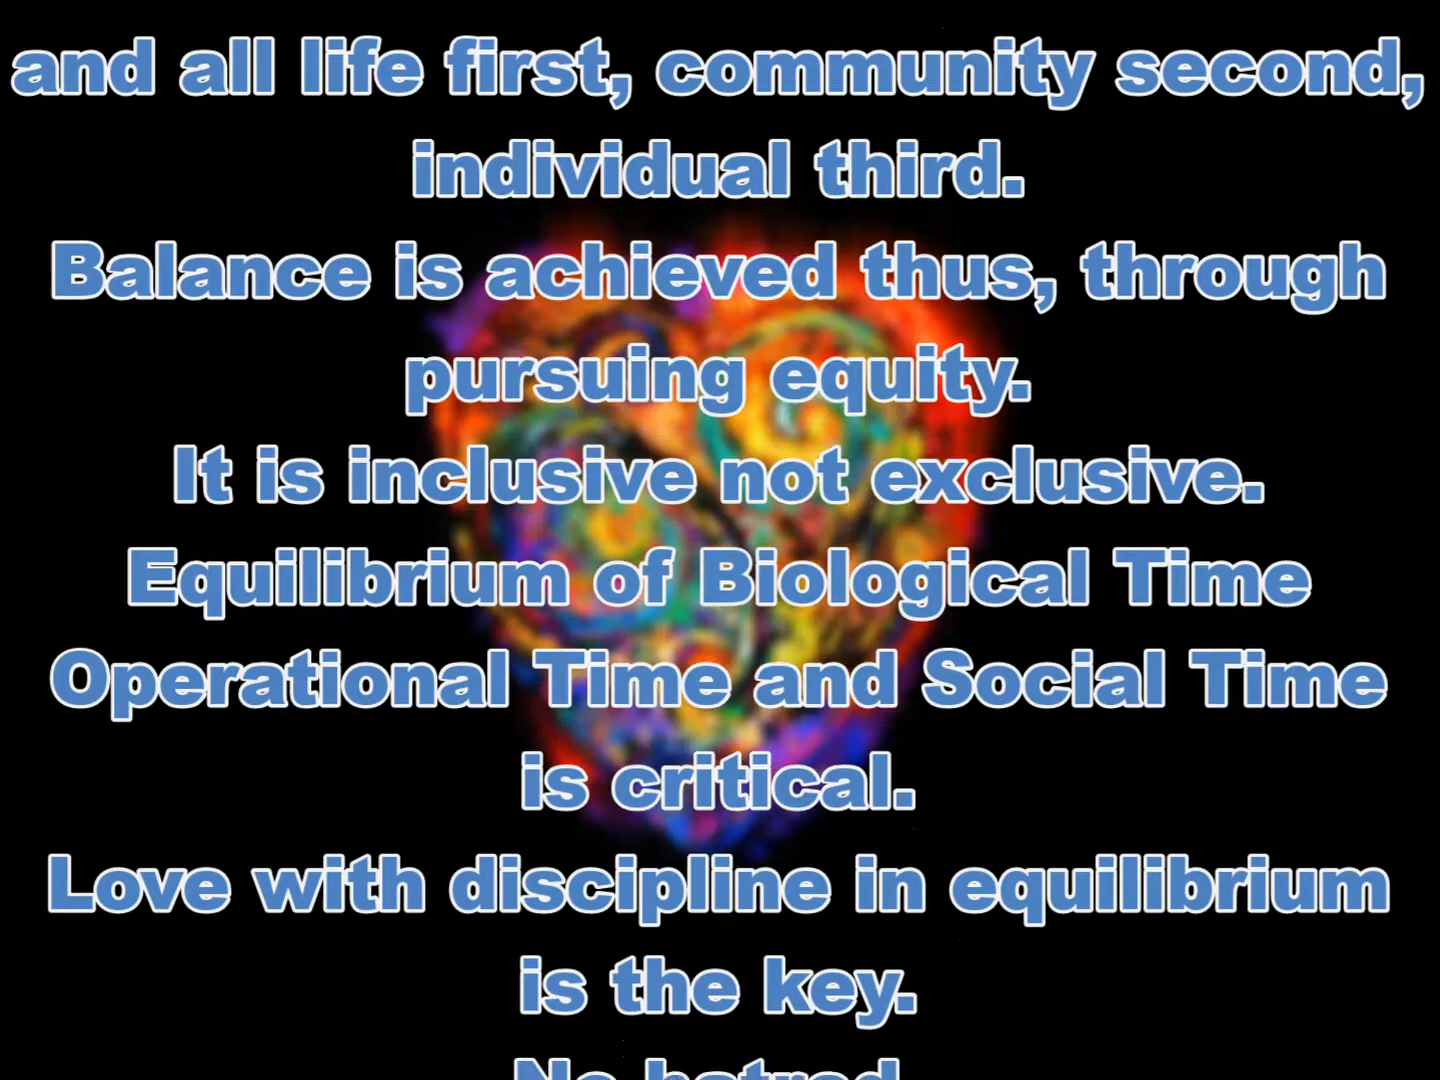 and all life first, community second,
individual third.
Balance is achieved thus, through
pursuing equity.
It is inclusive not exclusive.
Equilibrium of Biological Time
Operational Time and Social Time
is critical.
Love with discipline in equilibrium
is the key.
No hatred